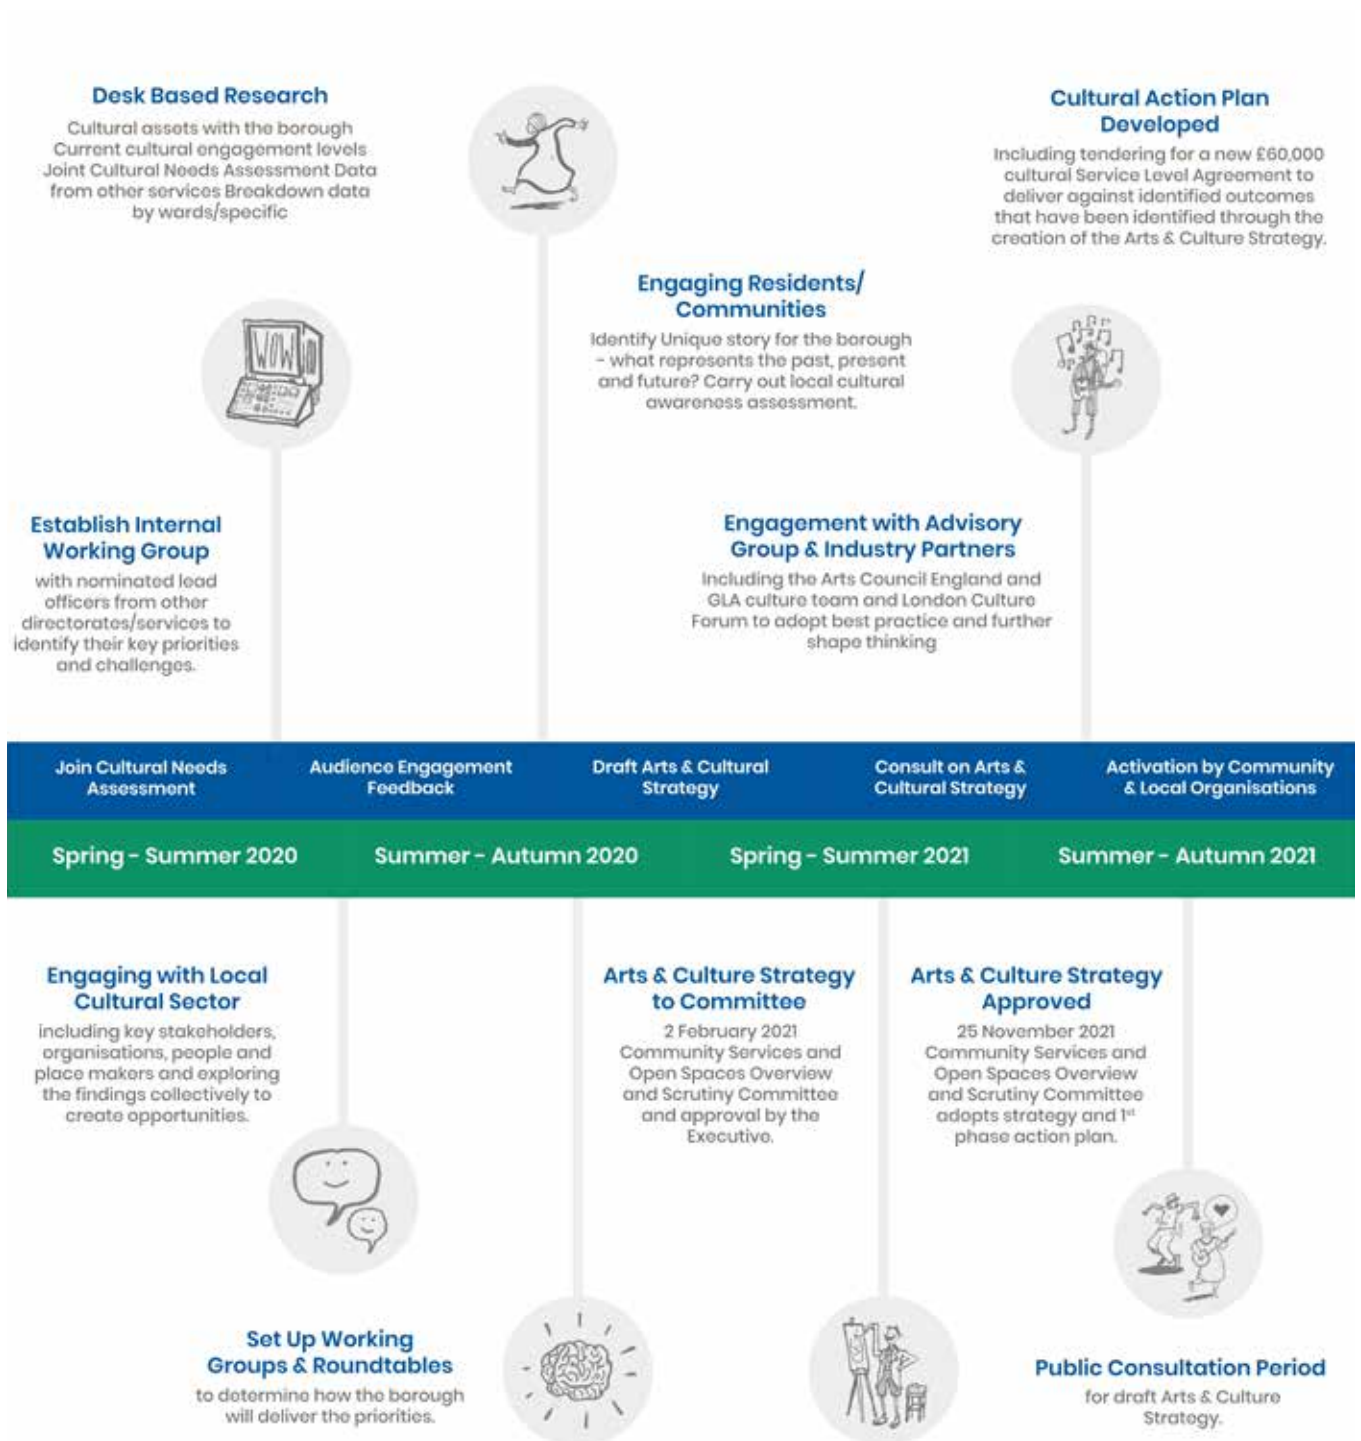 Desk Based Research
Cultural assets with the borough
Current cultural engagement levels
Joint Cultural Needs Assessment Data
from other services Breakdown data
by wards/specific
Cultural Action Plan
Developed
Including tendering for a new £60,000
cultural Service Level Agreement to
deliver against identified outcomes
that have been identified through the
creation of the Arts & Culture Strategy.
Engaging Residents/
Communities
Identify Unique story for the borough
- what represents the past, present
and future? Carry out local cultural
awareness assessment.
WOW
Establish Internal
Working Group
with nominated lead
officers from other
directorates/services to
identify their key priorities
and challenges.
Engagement with Advisory
Group & Industry Partners
Including the Arts Council England and
GLA culture team and London Culture
Forum to adopt best practice and further
shape thinking
Join Cultural Needs
Assessment
Audience Engagement
Feedback
Draft Arts & Cultural
Strategy
Consult on Arts &
Cultural Strategy
Activation by Community
& Local Organisations
Spring - Summer 2020
Summer - Autumn 2020
Spring - Summer 2021
Summer - Autumn 2021
Engaging with Local
Cultural Sector
including key stakeholders,
organisations, people and
place makers and exploring
the findings collectively to
create opportunities.
Arts & Culture Strategy
to Committee
2 February 2021
Community Services and
Open Spaces Overview
and Scrutiny Committee
and approval by the
Executive.
Arts & Culture Strategy
Approved
25 November 2021
Community Services and
Open Spaces Overview
and Scrutiny Committee
adopts strategy and 1st
phase action plan.
Set Up Working
Groups & Roundtables
to determine how the borough
will deliver the priorities.
Public Consultation Period
for draft Arts & Culture
Strategy.